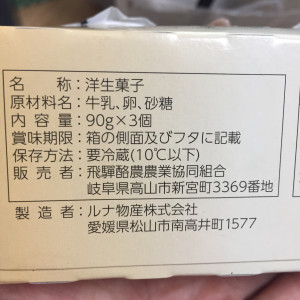 名　　称：洋生菓子
原材料名：牛乳、卵、砂糖
内 容 量：90g×3個
賞味期限：箱の側面及びフタに記載
保存方法：要冷蔵(10℃以下)
販 売 者：飛騨酪農農業協同組合
岐阜県高山市新宮町3369番地
製 造 者：ルナ物産株式会社
愛媛県松山市南高井町1577